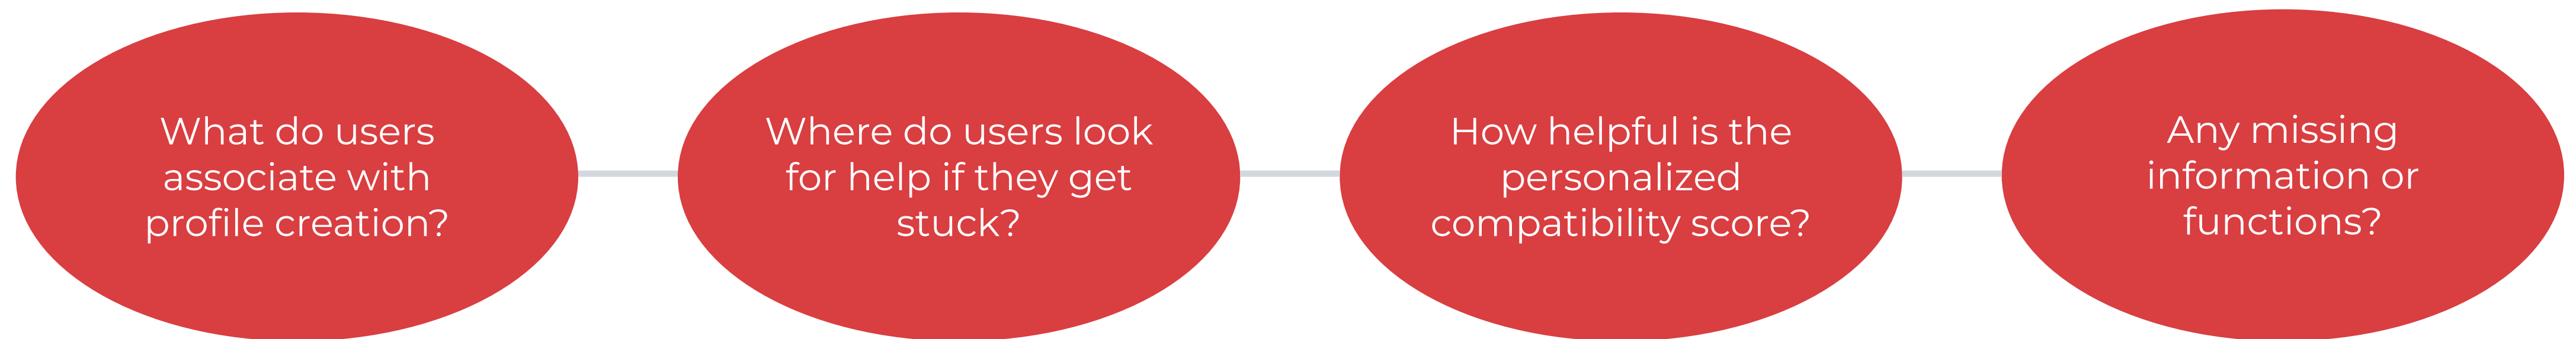 What do users
associate with
profile creation?
Where do users look
for help if they get
stuck?
How helpful is the
personalized
compatibility score?
Any missing
information or
functions?